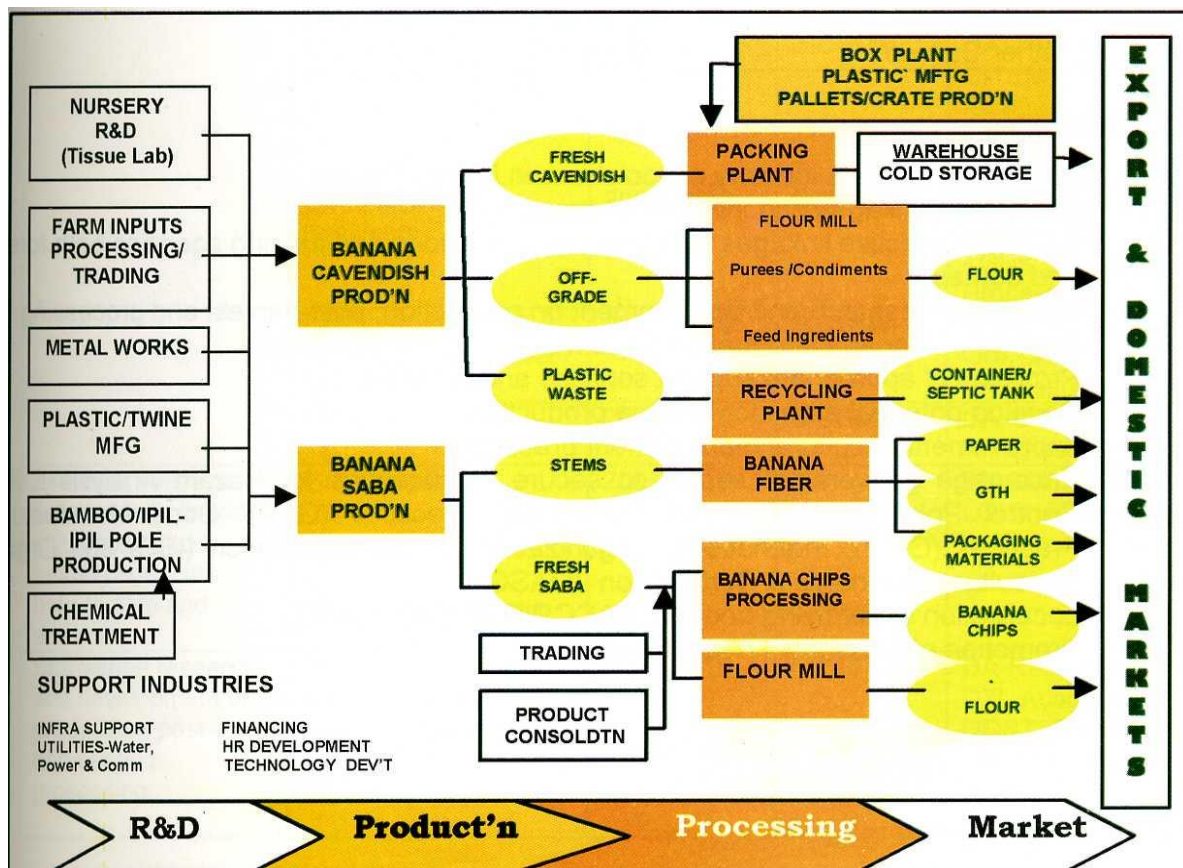 NURSERY
R&D
(Tissue Lab)
FARM INPUTS
PROCESSING/
TRADING
METAL WORKS
PLASTIC/TWINE
MFG
BAMBOO/IPIL-
IPIL POLE
PRODUCTION
CHEMICAL
TREATMENT
SUPPORT INDUSTRIES
INFRA SUPPORT
UTILITIES-Water,
Power & Comm
FINANCING
HR DEVELOPMENT
TECHNOLOGY DEV'T
BANANA
CAVENDISH
PROD'N
BANANA
SABA
PROD'N
FRESH
CAVENDISH
OFF-
GRADE
PLASTIC
WASTE
STEMS
FRESH
SABA
TRADING
PRODUCT
CONSOLDTN
BOX PLANT
PLASTIC` MFTG
PALLETS/CRATE PROD'N
PACKING
PLANT
WAREHOUSE
COLD STORAGE
FLOUR MILL
Purees /Condiments
Feed Ingredients
FLOUR
RECYCLING
PLANT
CONTAINER/
SEPTIC TANK
BANANA
FIBER
PAPER
GTH
PACKAGING
MATERIALS
BANANA CHIPS
PROCESSING
BANANA
CHIPS
FLOUR MILL
FLOUR
EXPORT & DOMESTIC MARKETS
R&D
Product'n
Processing
Market